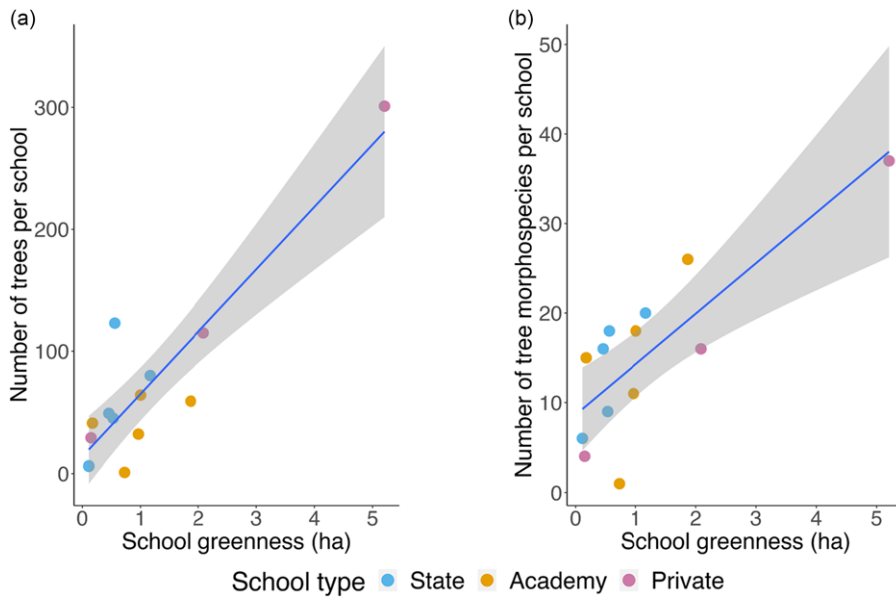 (a)
Number of trees per school
300
200
100
0
0 1 2 3 4 5
School greenness (ha)
(b)
Number of tree morphospecies per school
50
40
30
20
10
0
0 1 2 3 4 5
School greenness (ha)
School type State Academy Private